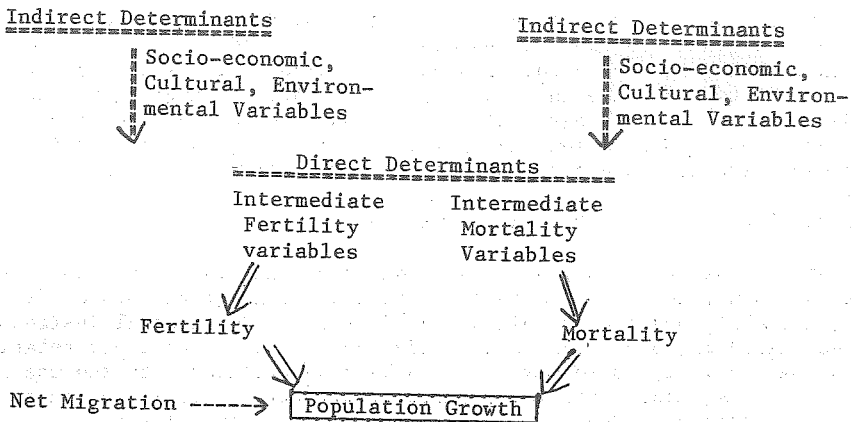 Indirect Determinants
Indirect Determinants
Socio-economic,
Cultural, Environ-
mental Variables
Socio-economic,
Cultural, Environ-
mental Variables
Direct Determinants
Intermediate
Fertility
variables
Intermediate
Mortality
Variables
Fertility
Mortality
Net Migration
Population Growth